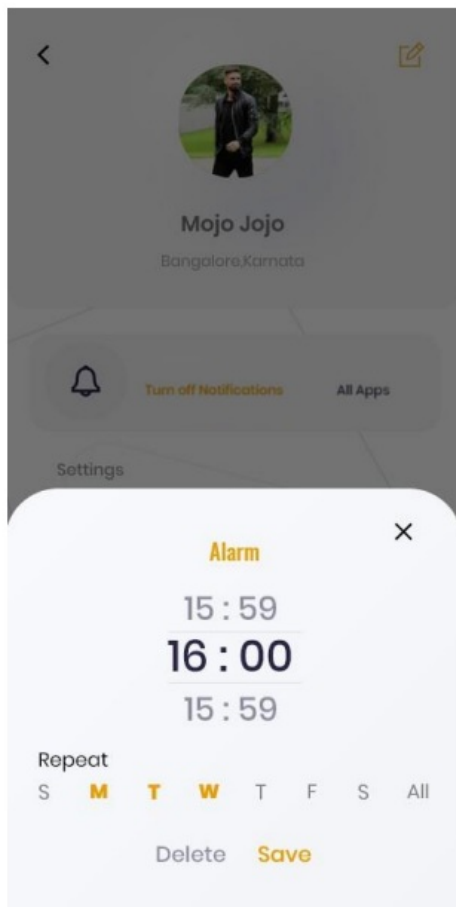 Mojo Jojo
Bangalore,Karnata
Turn off Notifications All Apps
Settings
Alarm
15 : 59
16 : 00
15 : 59
Repeat
S M T W T F S All
Delete Save